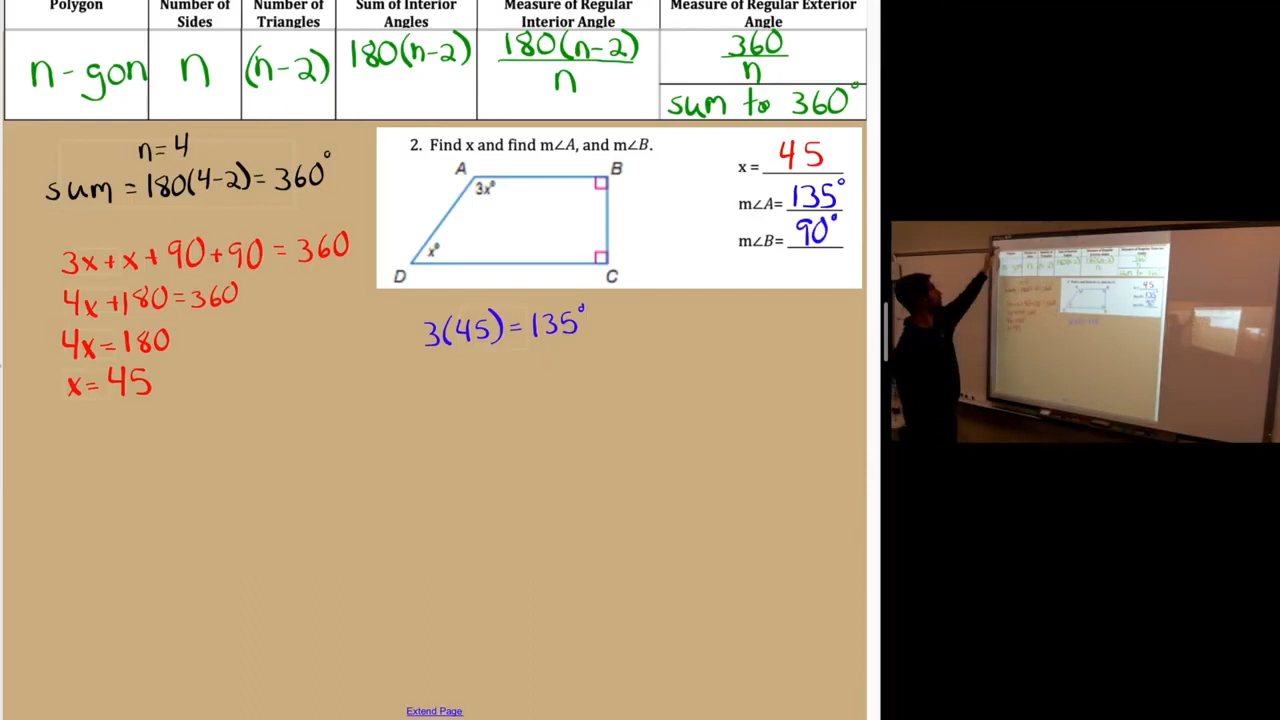 Polygon
Number of Sides
Number of Triangles
Sum of Interior Angles
Measure of Regular Interior Angle
Measure of Regular Exterior Angle
n-gon
n
(n-2)
180(n-2)
180(n-2)
n
360
n
sum to 360°
n=4
sum = 180(4-2) = 360°
3x + x + 90 + 90 = 360
4x + 180 = 360
4x = 180
x = 45
2. Find x and find m∠A, and m∠B.
A
B
3x°
x°
D
C
x = 45
m∠A= 135°
m∠B= 90°
3(45) = 135°
Extend Page